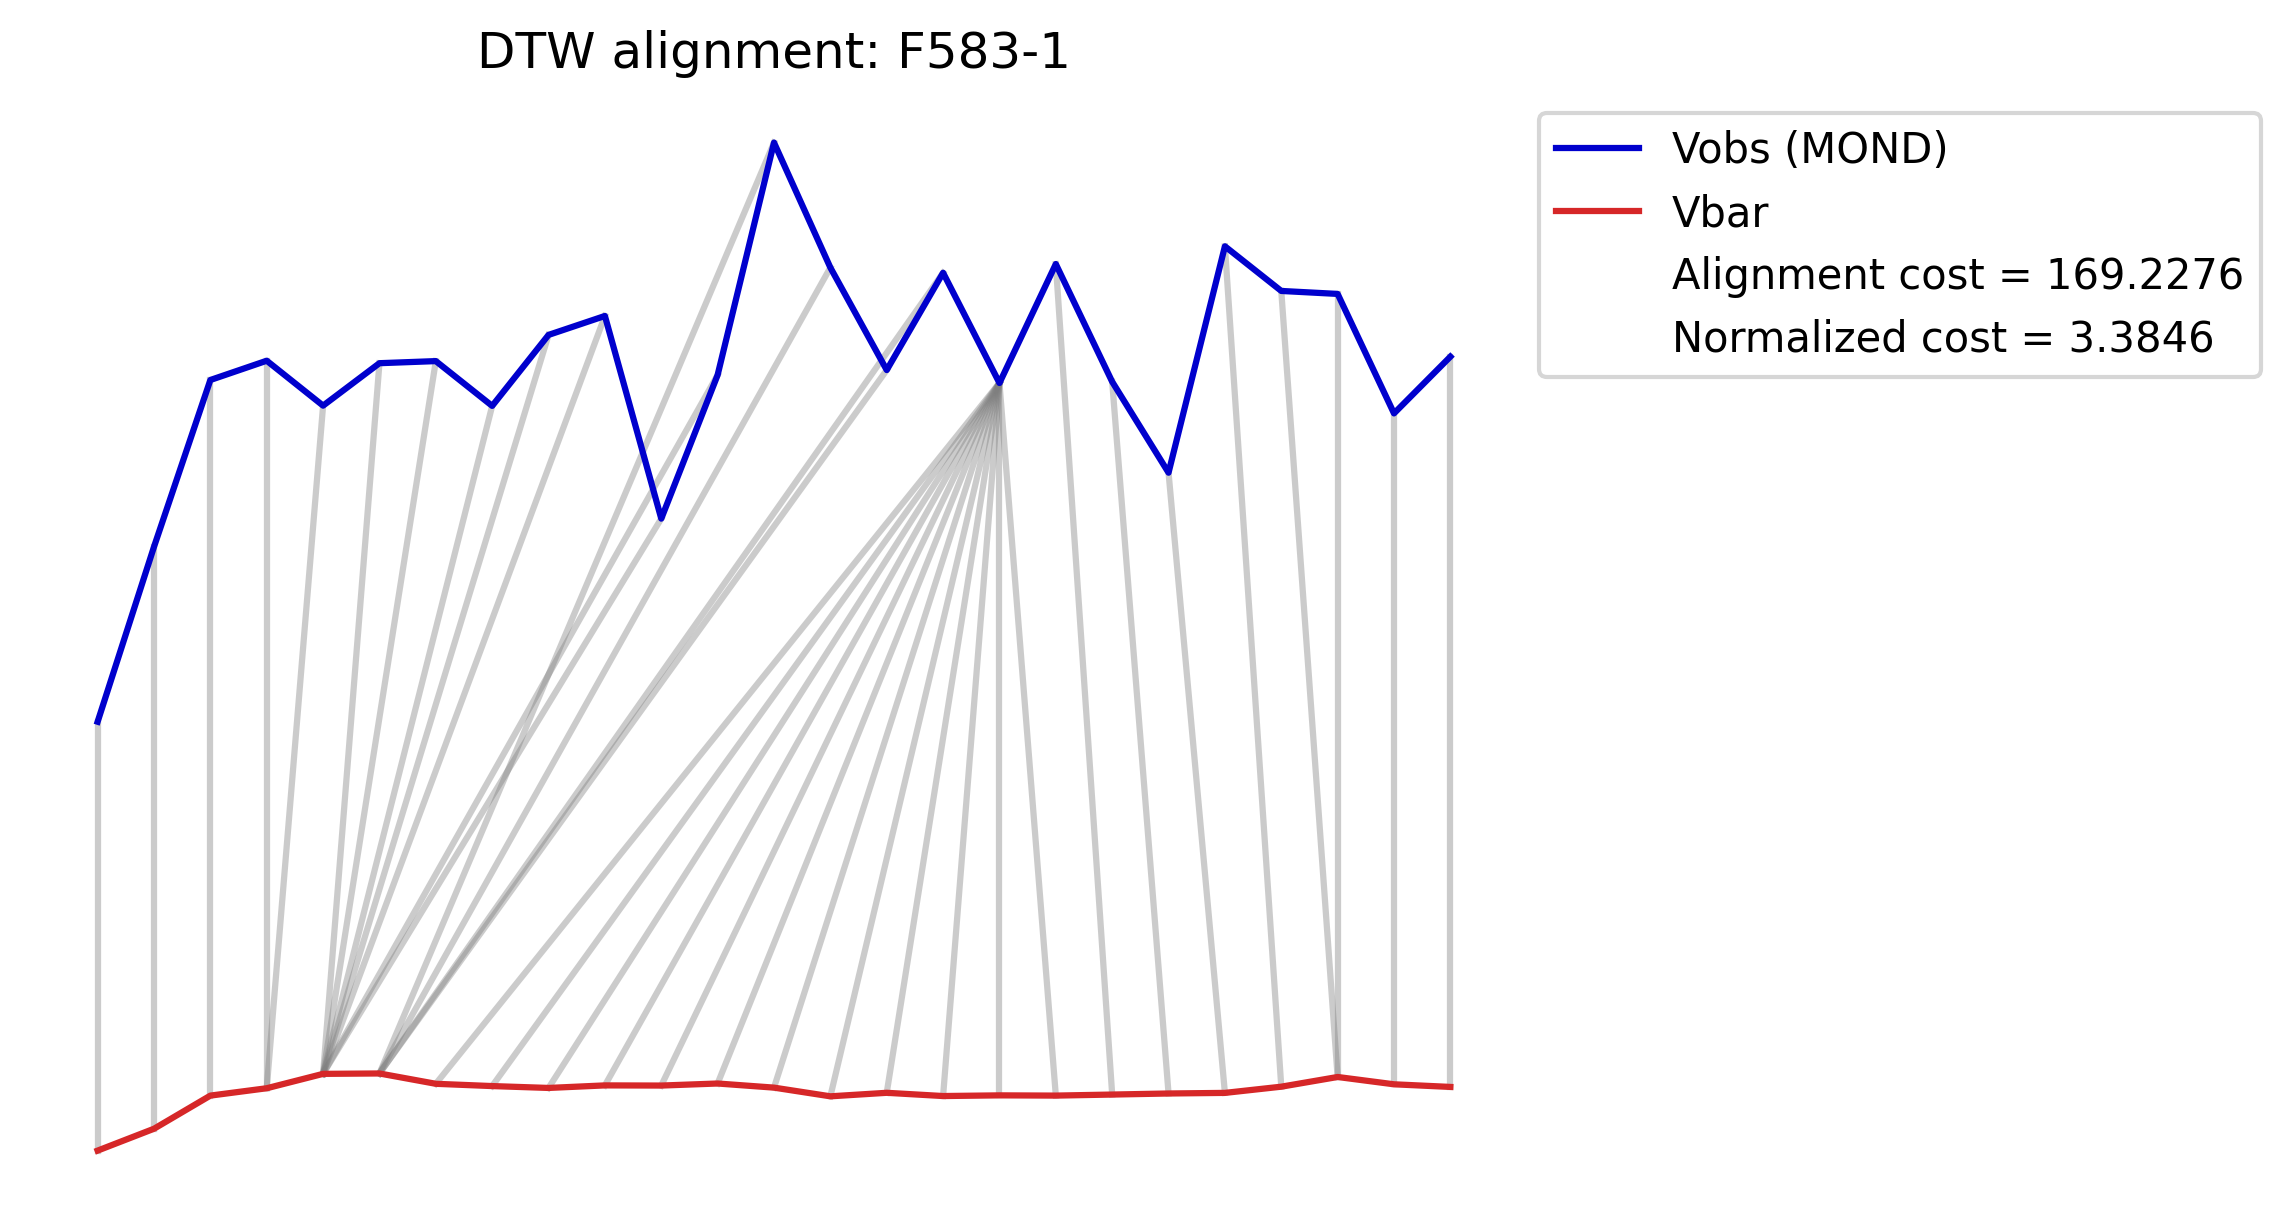 DTW alignment: F583-1
Vobs (MOND)
Vbar
Alignment cost = 169.2276
Normalized cost = 3.3846